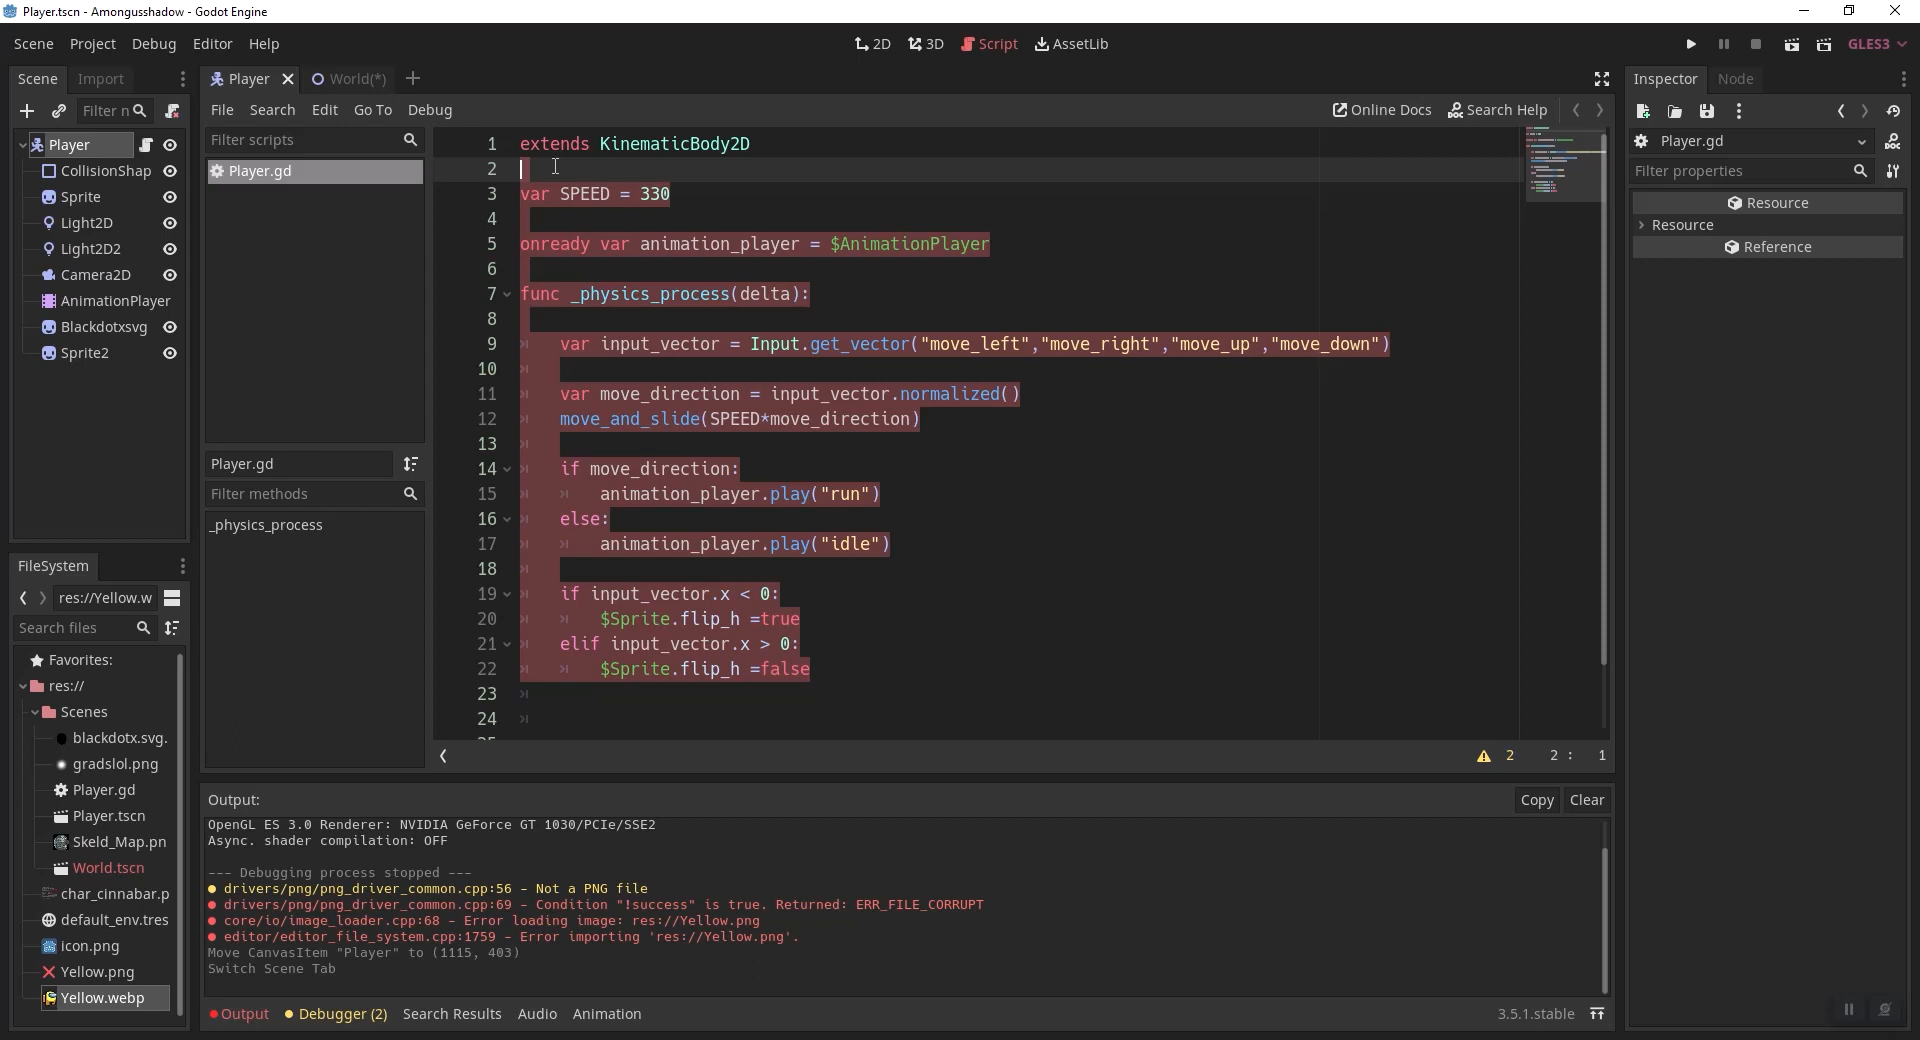 Player.tscn - Amongusshadow - Godot Engine
Scene Project Debug Editor Help
2D 3D Script AssetLib
GLES3
Scene Import
Player World(*)
Inspector Node
Filter n
File Search Edit Go To Debug
Online Docs Search Help
Filter scripts
Player.gd
Filter properties
Resource
Resource
Reference
Player
CollisionShap
Sprite
Light2D
Light2D2
Camera2D
AnimationPlayer
Blackdotxsvg
Sprite2
Player.gd
Player.gd
Filter methods
_physics_process
1 extends KinematicBody2D
2
3 var SPEED = 330
4
5 onready var animation_player = $AnimationPlayer
6
7 func _physics_process(delta):
8
9 var input_vector = Input.get_vector("move_left","move_right","move_up","move_down")
10
11 var move_direction = input_vector.normalized()
12 move_and_slide(SPEED*move_direction)
13
14 if move_direction:
15 animation_player.play("run")
16 else:
17 animation_player.play("idle")
18
19 if input_vector.x < 0:
20 $Sprite.flip_h =true
21 elif input_vector.x > 0:
22 $Sprite.flip_h =false
23
24
2 2 : 1
FileSystem
res://Yellow.w
Search files
Favorites:
res://
Scenes
blackdotx.svg.
gradslol.png
Player.gd
Player.tscn
Skeld_Map.pn
World.tscn
char_cinnabar.p
default_env.tres
icon.png
Yellow.png
Yellow.webp
Output:
Copy Clear
OpenGL ES 3.0 Renderer: NVIDIA GeForce GT 1030/PCIe/SSE2
Async. shader compilation: OFF
--- Debugging process stopped ---
drivers/png/png_driver_common.cpp:56 - Not a PNG file
drivers/png/png_driver_common.cpp:69 - Condition "!success" is true. Returned: ERR_FILE_CORRUPT
core/io/image_loader.cpp:68 - Error loading image: res://Yellow.png
editor/editor_file_system.cpp:1759 - Error importing 'res://Yellow.png'.
Move CanvasItem "Player" to (1115, 403)
Switch Scene Tab
Output Debugger (2) Search Results Audio Animation
3.5.1.stable